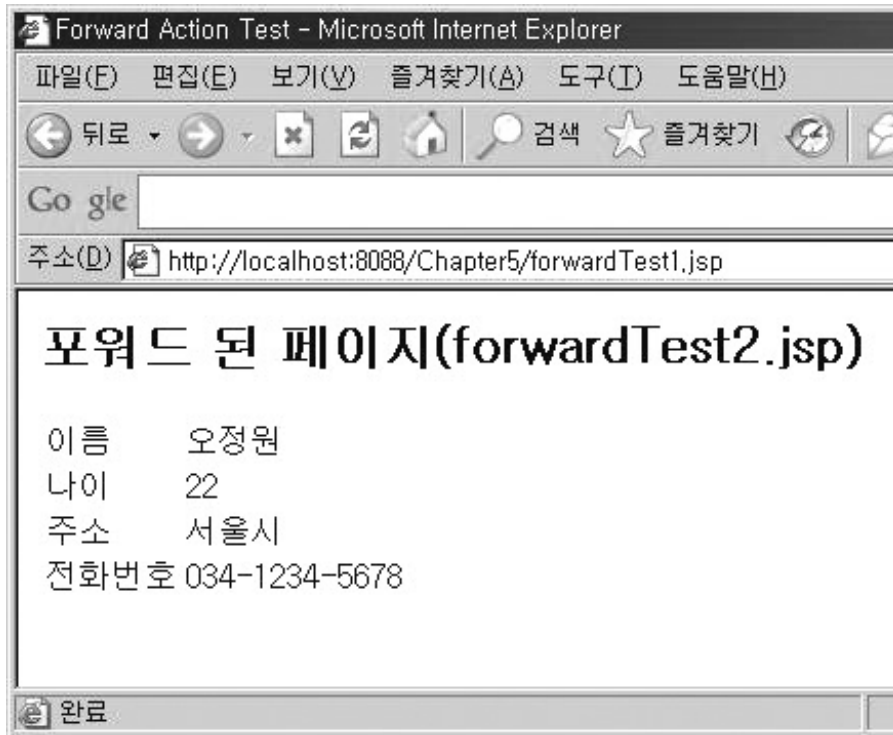 Forward Action Test - Microsoft Internet Explorer
파일(F) 편집(E) 보기(V) 즐겨찾기(A) 도구(T) 도움말(H)
뒤로 검색 즐겨찾기
Go gle
주소(D) http://localhost:8088/Chapter5/forwardTest1.jsp
포워드 된 페이지(forwardTest2.jsp)
이름 오정원
나이 22
주소 서울시
전화번호 034-1234-5678
완료